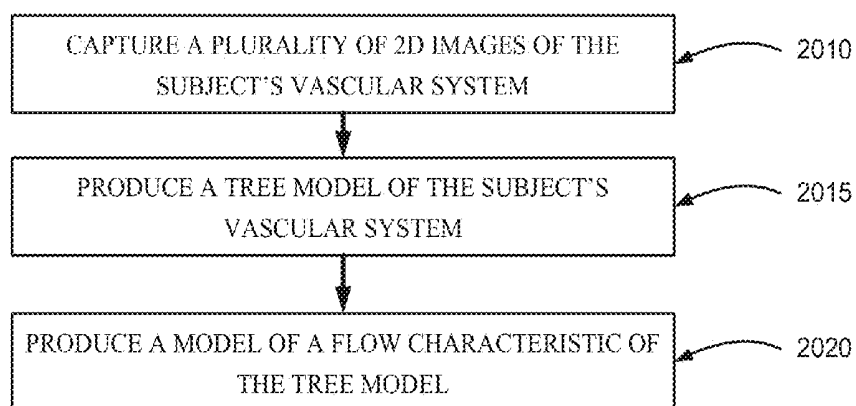 CAPTURE A PLURALITY OF 2D IMAGES OF THE
SUBJECT'S VASCULAR SYSTEM
2010
PRODUCE A TREE MODEL OF THE SUBJECT'S
VASCULAR SYSTEM
2015
PRODUCE A MODEL OF A FLOW CHARACTERISTIC OF
THE TREE MODEL
2020